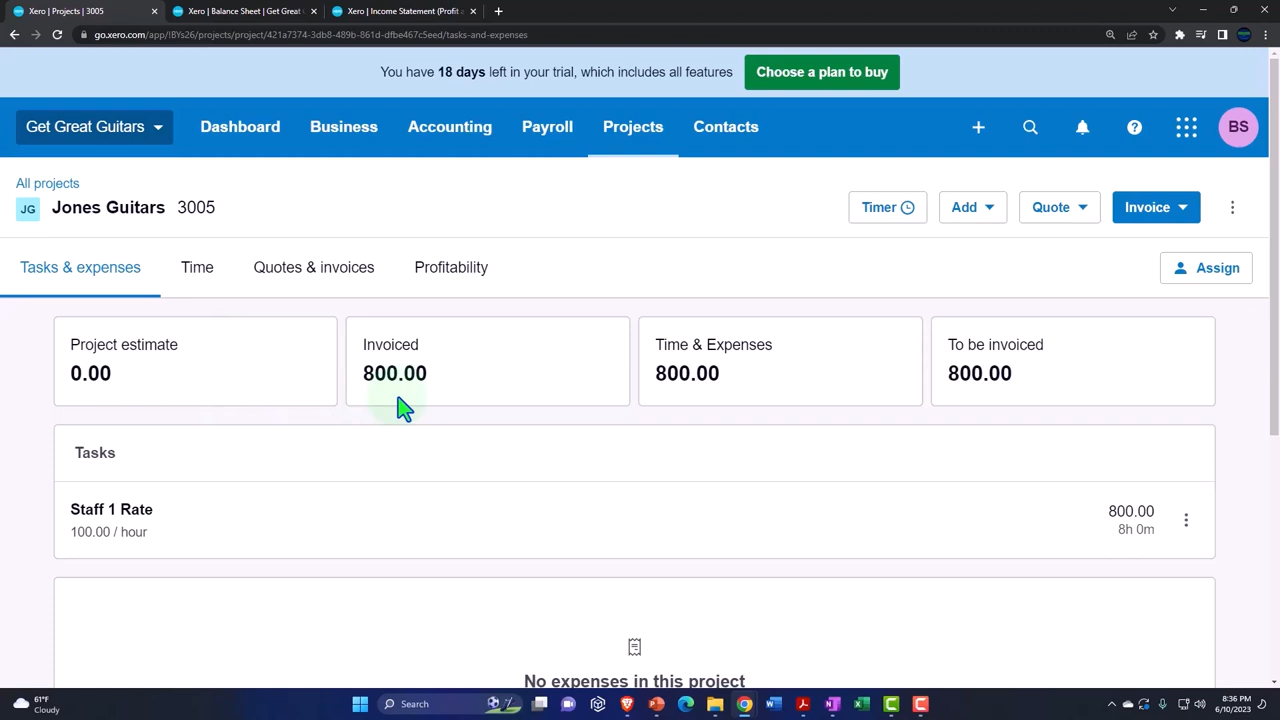 Xero | Projects | 3005
Xero | Balance Sheet | Get Great
Xero | Income Statement (Profit a
go.xero.com/app/!8Ys26/projects/project/421a7374-3db8-489b-861d-dfbe467c5eed/tasks-and-expenses
You have 18 days left in your trial, which includes all features
Choose a plan to buy
Get Great Guitars
Dashboard
Business
Accounting
Payroll
Projects
Contacts
BS
All projects
JG
Jones Guitars 3005
Timer
Add
Quote
Invoice
Tasks & expenses
Time
Quotes & invoices
Profitability
Assign
Project estimate
0.00
Invoiced
800.00
Time & Expenses
800.00
To be invoiced
800.00
Tasks
Staff 1 Rate
100.00 / hour
800.00
8h 0m
No expenses in this project
61°F
Cloudy
Search
8:36 PM
6/10/2023